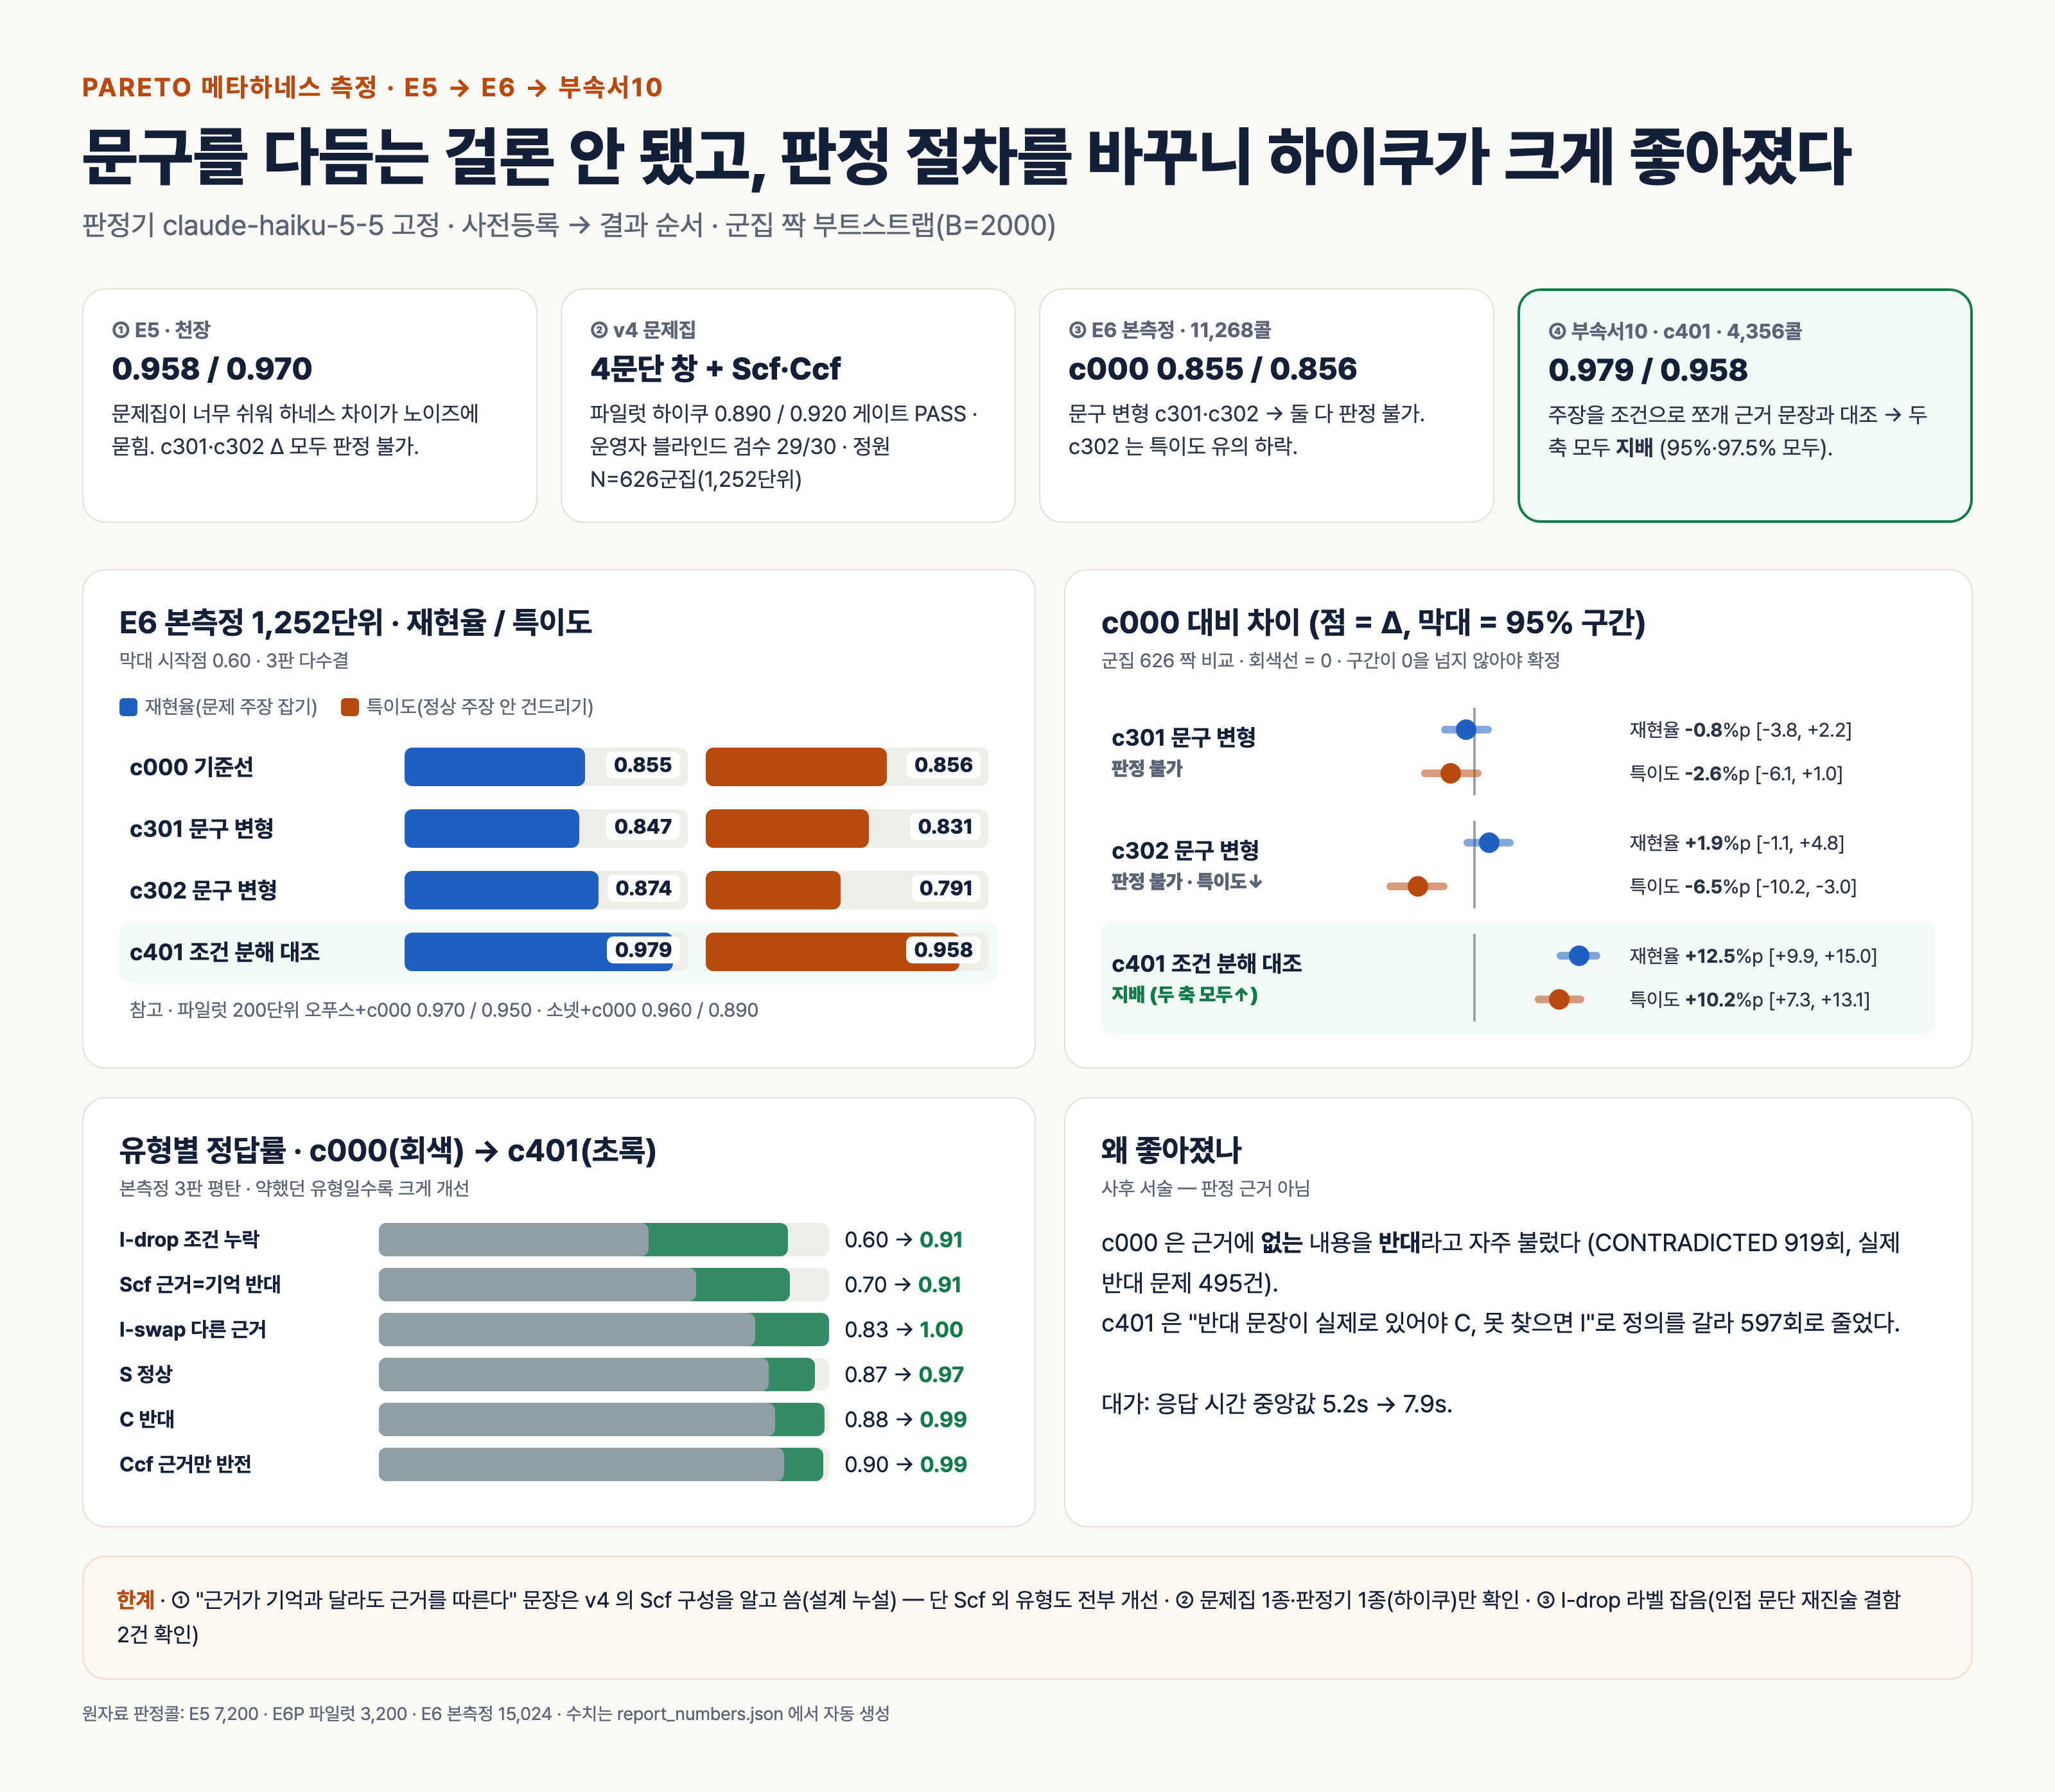 PARETO 메타하네스 측정 · E5 → E6 → 부속서10
문구를 다듬는 걸론 안 됐고, 판정 절차를 바꾸니 하이쿠가 크게 좋아졌다
판정기 claude-haiku-5-5 고정 · 사전등록 → 결과 순서 · 군집 짝 부트스트랩(B=2000)
① E5 · 천장
0.958 / 0.970
문제집이 너무 쉬워 하네스 차이가 노이즈에
묻힘. c301·c302 Δ 모두 판정 불가.
② v4 문제집
4문단 창 + Scf·Ccf
파일럿 하이쿠 0.890 / 0.920 게이트 PASS ·
운영자 블라인드 검수 29/30 · 정원
N=626군집(1,252단위)
③ E6 본측정 · 11,268콜
c000 0.855 / 0.856
문구 변형 c301·c302 → 둘 다 판정 불가.
c302 는 특이도 유의 하락.
④ 부속서10 · c401 · 4,356콜
0.979 / 0.958
주장을 조건으로 쪼개 근거 문장과 대조 → 두
축 모두 지배 (95%·97.5% 모두).
E6 본측정 1,252단위 · 재현율 / 특이도
막대 시작점 0.60 · 3판 다수결
재현율(문제 주장 잡기) 특이도(정상 주장 안 건드리기)
c000 기준선 0.855 0.856
c301 문구 변형 0.847 0.831
c302 문구 변형 0.874 0.791
c401 조건 분해 대조 0.979 0.958
참고 · 파일럿 200단위 오푸스+c000 0.970 / 0.950 · 소넷+c000 0.960 / 0.890
c000 대비 차이 (점 = Δ, 막대 = 95% 구간)
군집 626 짝 비교 · 회색선 = 0 · 구간이 0을 넘지 않아야 확정
c301 문구 변형
판정 불가
재현율 -0.8%p [-3.8, +2.2]
특이도 -2.6%p [-6.1, +1.0]
c302 문구 변형
판정 불가 · 특이도↓
재현율 +1.9%p [-1.1, +4.8]
특이도 -6.5%p [-10.2, -3.0]
c401 조건 분해 대조
지배 (두 축 모두↑)
재현율 +12.5%p [+9.9, +15.0]
특이도 +10.2%p [+7.3, +13.1]
유형별 정답률 · c000(회색) → c401(초록)
본측정 3판 평탄 · 약했던 유형일수록 크게 개선
I-drop 조건 누락 0.60 → 0.91
Scf 근거=기억 반대 0.70 → 0.91
I-swap 다른 근거 0.83 → 1.00
S 정상 0.87 → 0.97
C 반대 0.88 → 0.99
Ccf 근거만 반전 0.90 → 0.99
왜 좋아졌나
사후 서술 — 판정 근거 아님
c000 은 근거에 없는 내용을 반대라고 자주 불렀다 (CONTRADICTED 919회, 실제
반대 문제 495건).
c401 은 "반대 문장이 실제로 있어야 C, 못 찾으면 I"로 정의를 갈라 597회로 줄었다.
대가: 응답 시간 중앙값 5.2s → 7.9s.
한계 · ① "근거가 기억과 달라도 근거를 따른다" 문장은 v4 의 Scf 구성을 알고 씀(설계 누설) — 단 Scf 외 유형도 전부 개선 · ② 문제집 1종·판정기 1종(하이쿠)만 확인 · ③ I-drop 라벨 잡음(인접 문단 재진술 결함
2건 확인)
원자료 판정콜: E5 7,200 · E6P 파일럿 3,200 · E6 본측정 15,024 · 수치는 report_numbers.json 에서 자동 생성